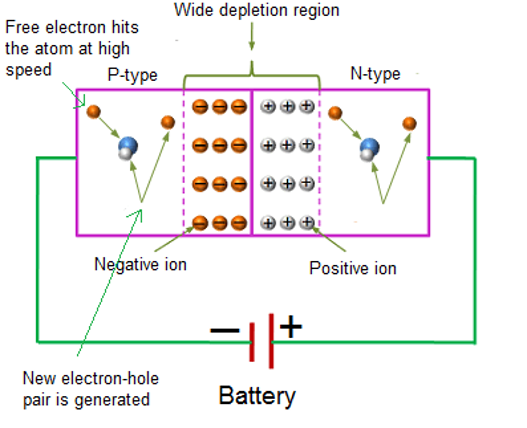 Wide depletion region
Free electron hits
the atom at high
speed
P-type
N-type
Negative ion
Positive ion
− +
New electron-hole
pair is generated
Battery